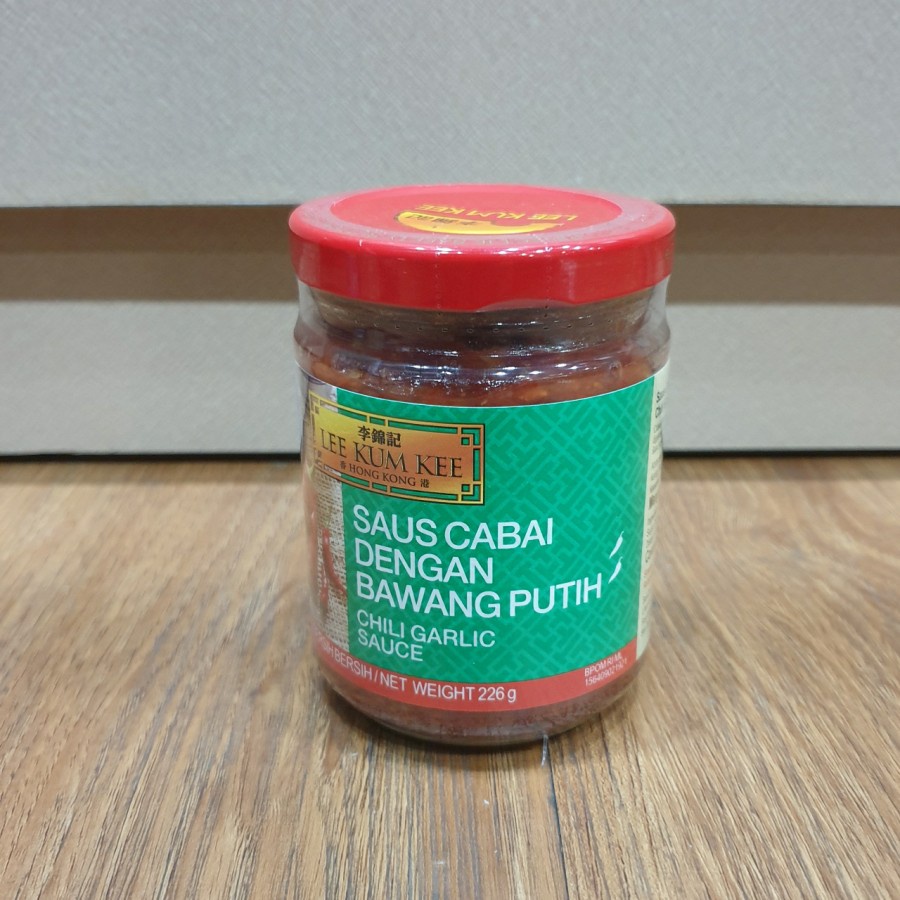 LEE KUM KEE
李錦記
LEE KUM KEE
香 HONG KONG 港
SAUS CABAI
DENGAN
BAWANG PUTIH
CHILI GARLIC
SAUCE
BERSIH/NET WEIGHT 226g
BPOM RI ML